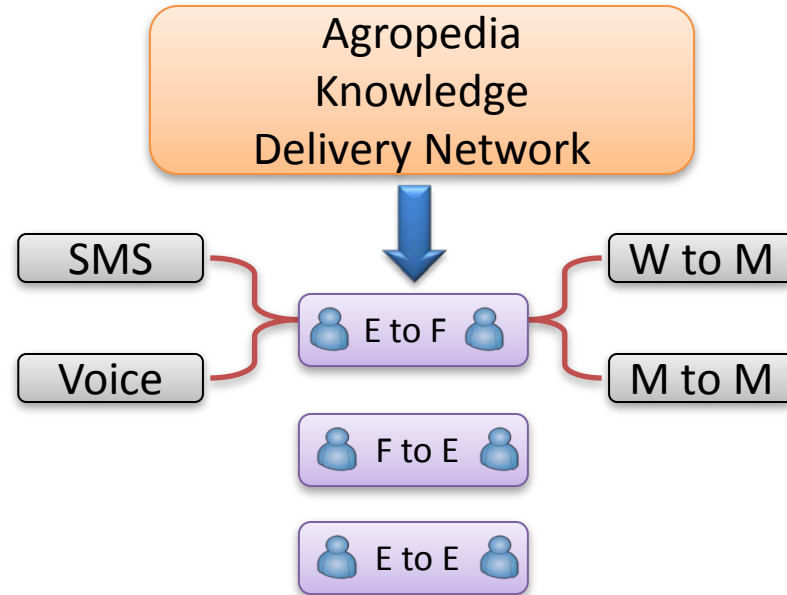 Agropedia
Knowledge
Delivery Network
SMS
W to M
E to F
Voice
M to M
F to E
E to E